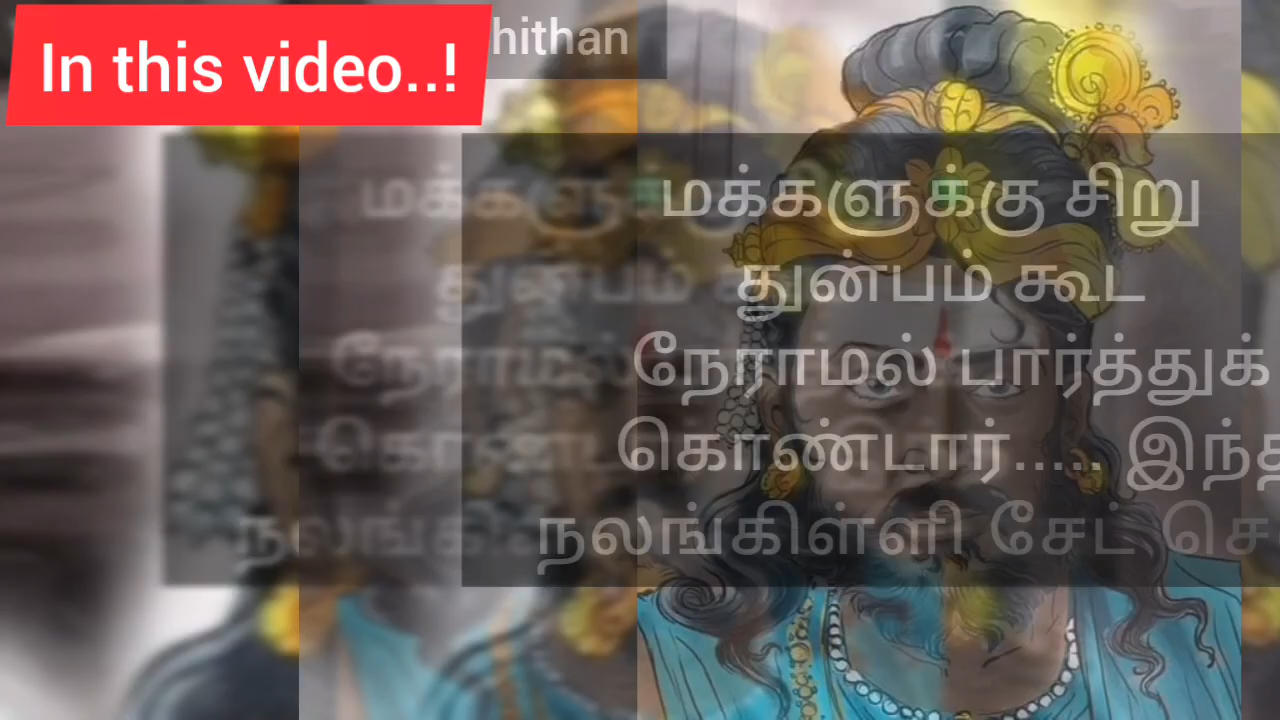 In this video..!
hithan
மக்களுக்கு சிறு
துன்பம் கூட
நேராமல் பார்த்துக்
கொண்டார்..... இந்த
நலங்கிள்ளி சேட் செ